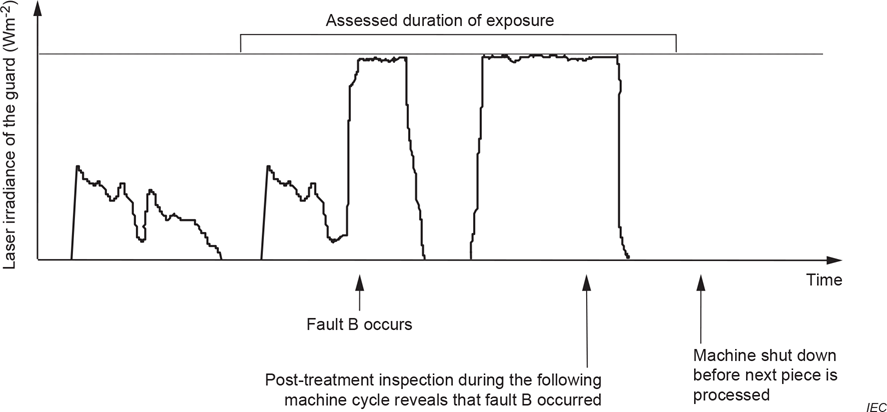 Assessed duration of exposure
Laser irradiance of the guard (Wm-2)
Time
Fault B occurs
Post-treatment inspection during the following
machine cycle reveals that fault B occurred
Machine shut down
before next piece is
processed
IEC